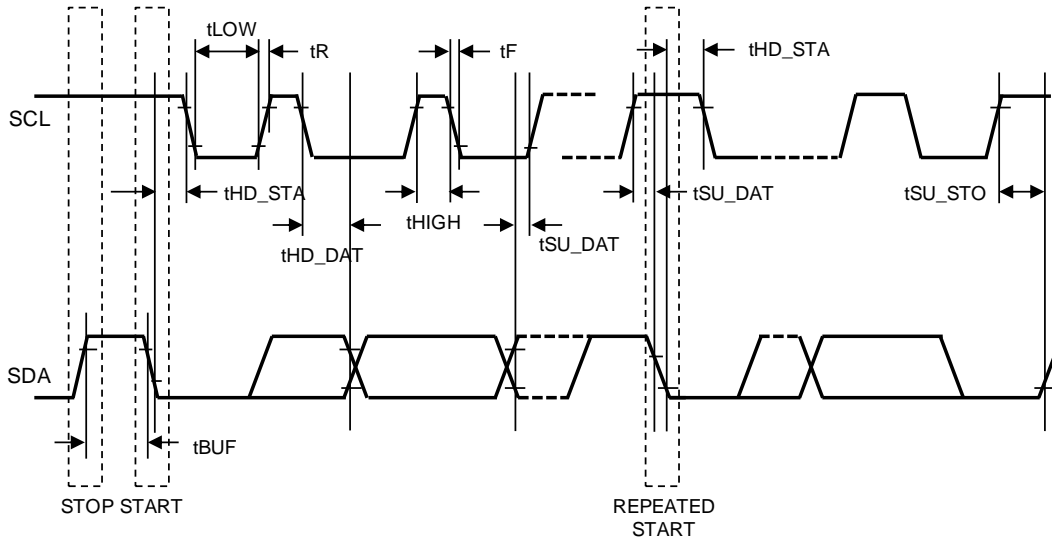 tLOW
tR
tF
tHD_STA
SCL
tHD_STA
tSU_DAT
tSU_STO
tHIGH
tHD_DAT
tSU_DAT
SDA
tBUF
STOP START
REPEATED
START